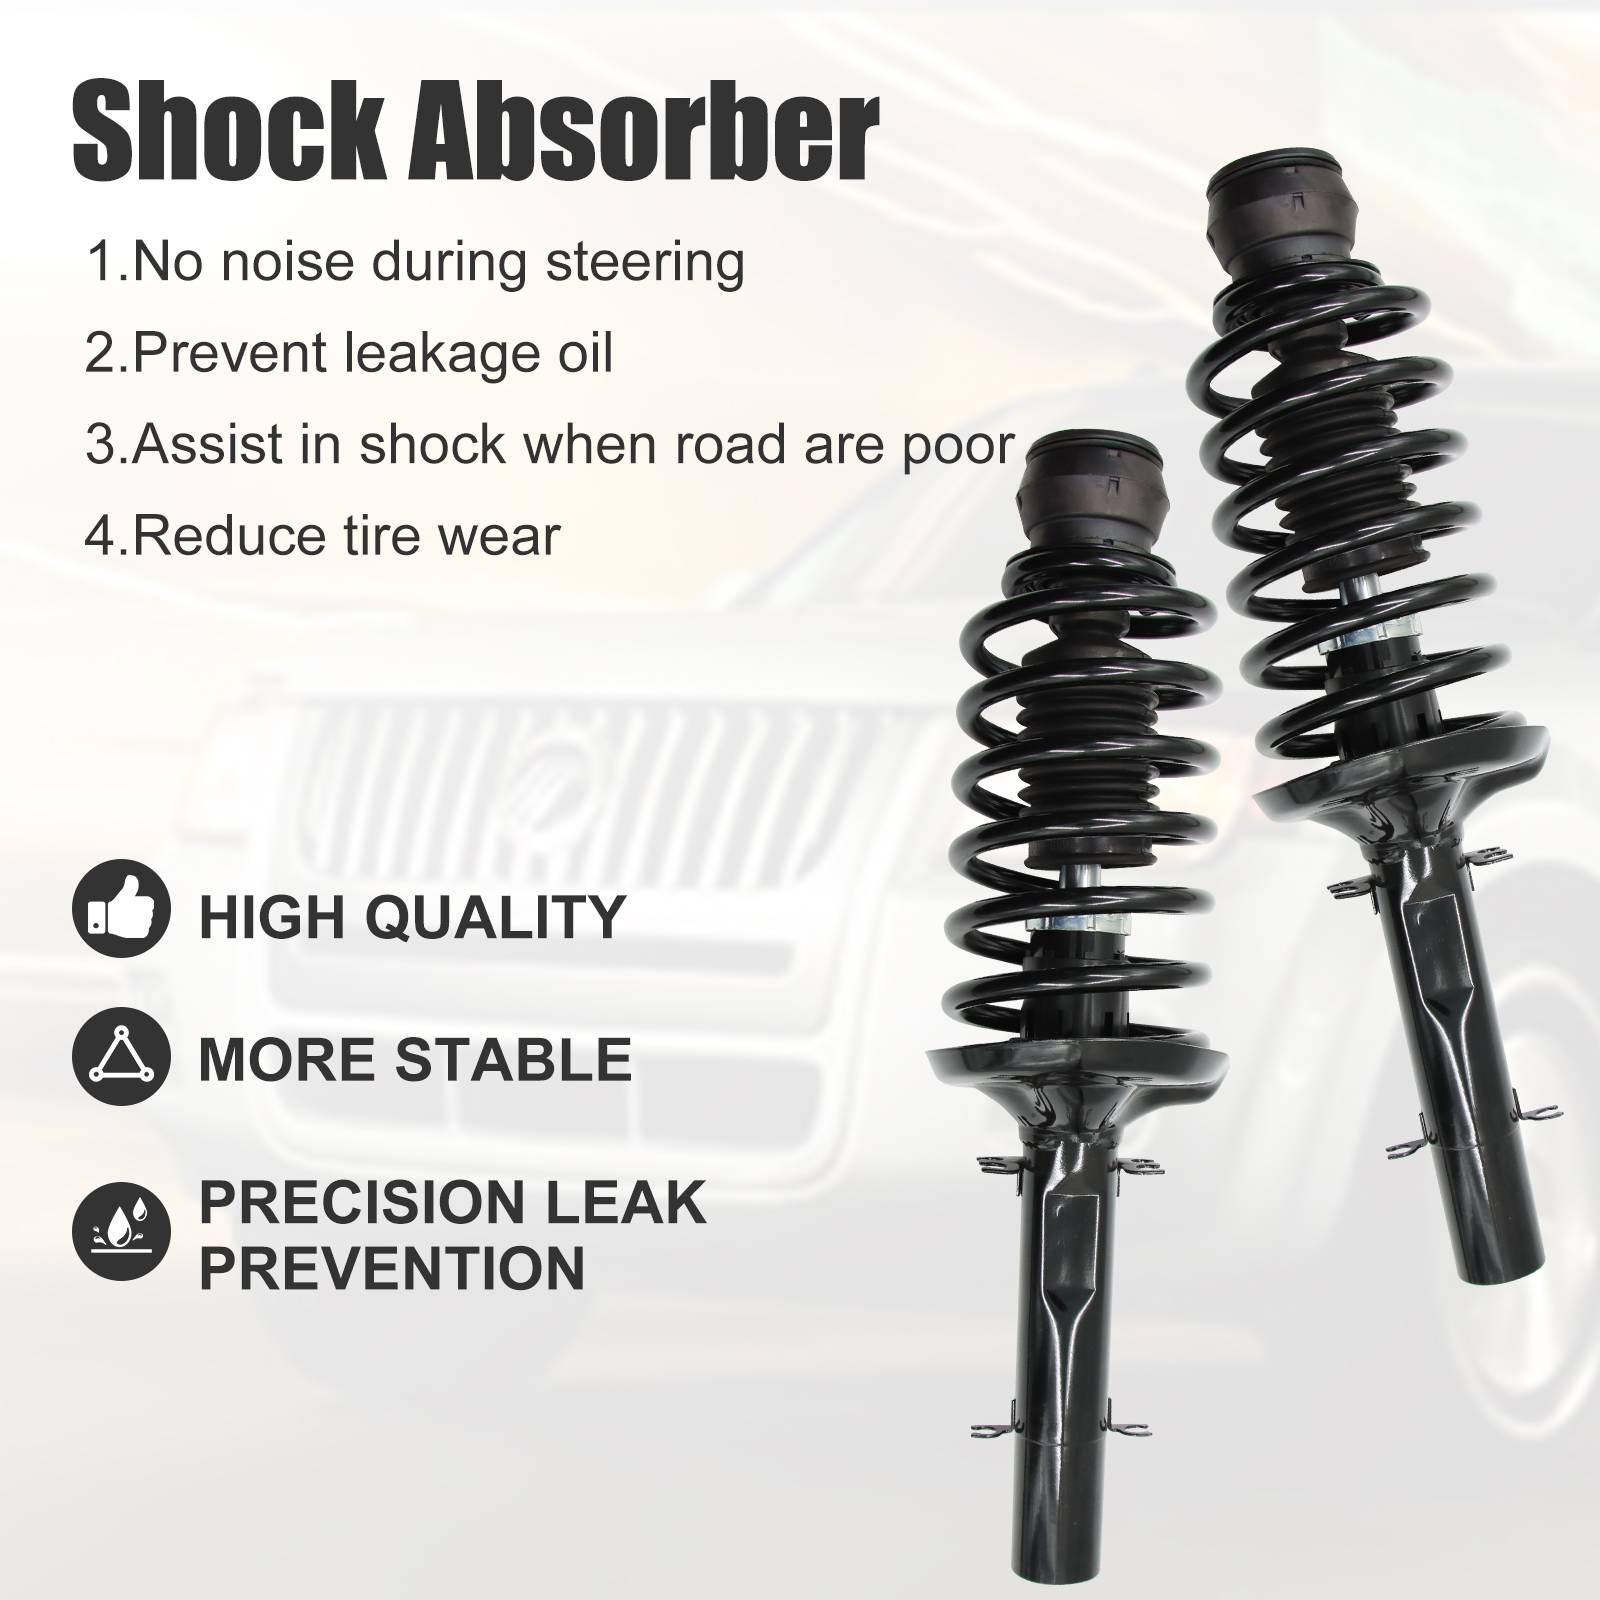 Shock Absorber
1.No noise during steering
2.Prevent leakage oil
3.Assist in shock when road are poor
4.Reduce tire wear
HIGH QUALITY
MORE STABLE
PRECISION LEAK
PREVENTION